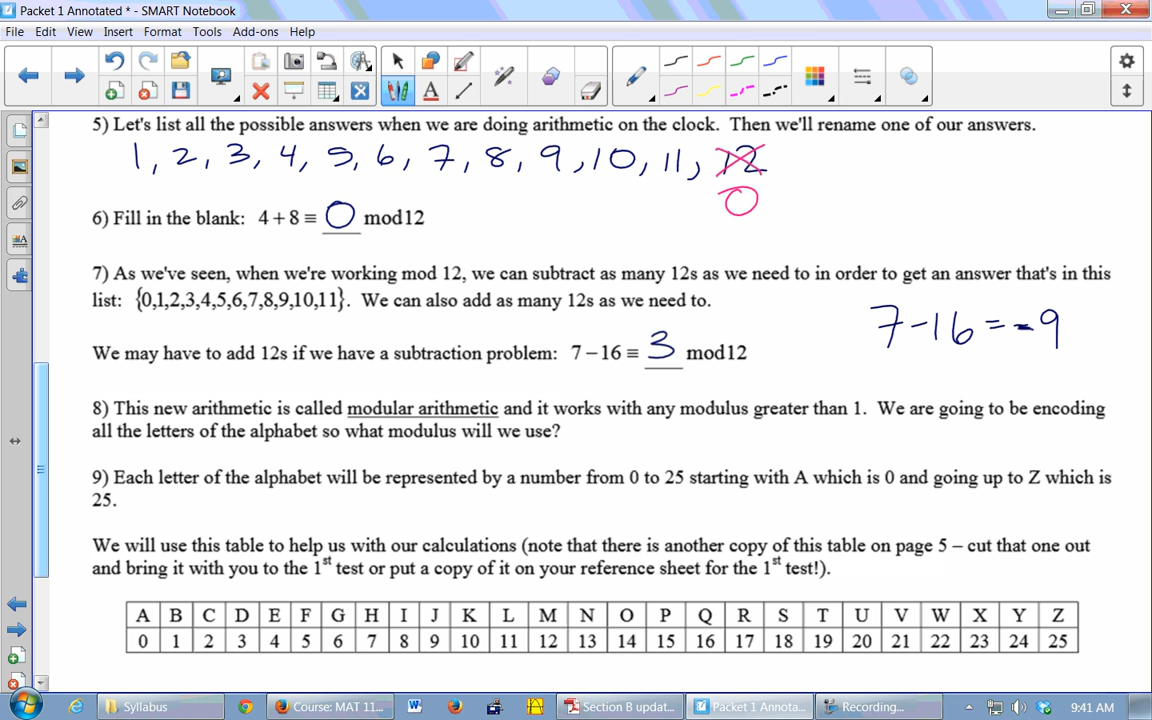 Packet 1 Annotated * - SMART Notebook
File Edit View Insert Format Tools Add-ons Help
5) Let's list all the possible answers when we are doing arithmetic on the clock. Then we'll rename one of our answers.
1, 2, 3, 4, 5, 6, 7, 8, 9, 10, 11, 12
0
6) Fill in the blank: 4 + 8 ≡ 0 mod 12
7) As we've seen, when we're working mod 12, we can subtract as many 12s as we need to in order to get an answer that's in this
list: {0,1,2,3,4,5,6,7,8,9,10,11}. We can also add as many 12s as we need to.
7 - 16 = -9
We may have to add 12s if we have a subtraction problem: 7 − 16 ≡ 3 mod 12
8) This new arithmetic is called modular arithmetic and it works with any modulus greater than 1. We are going to be encoding
all the letters of the alphabet so what modulus will we use?
9) Each letter of the alphabet will be represented by a number from 0 to 25 starting with A which is 0 and going up to Z which is
25.
We will use this table to help us with our calculations (note that there is another copy of this table on page 5 – cut that one out
and bring it with you to the 1st test or put a copy of it on your reference sheet for the 1st test!).
A B C D E F G H I J K L M N O P Q R S T U V W X Y Z
0 1 2 3 4 5 6 7 8 9 10 11 12 13 14 15 16 17 18 19 20 21 22 23 24 25
Syllabus Course: MAT 11... Section B updat... Packet 1 Annota... Recording... 9:41 AM